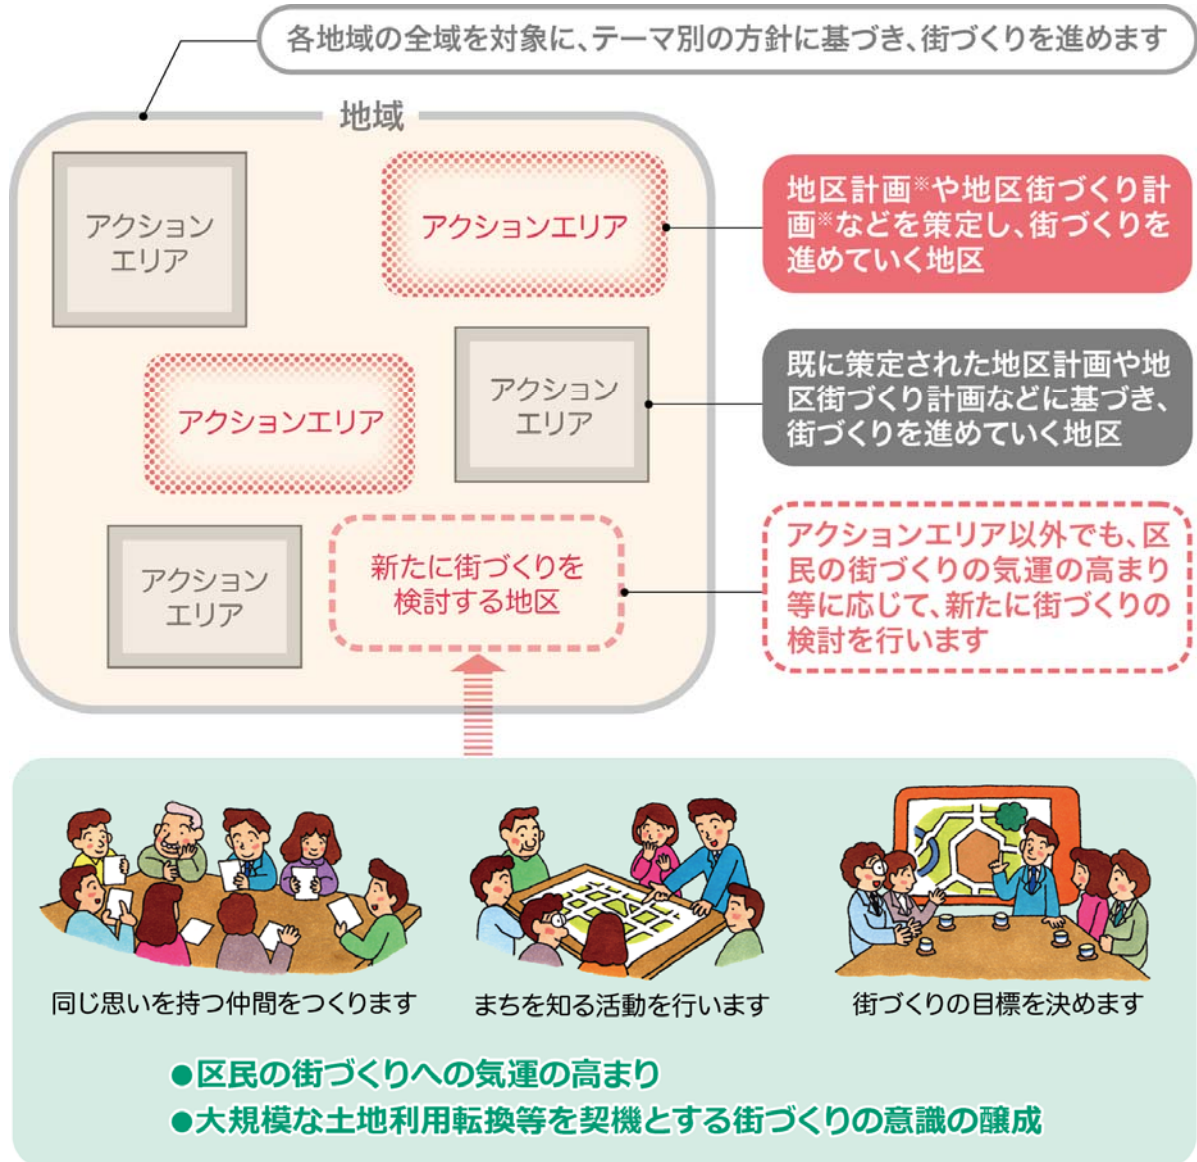 各地域の全域を対象に、テーマ別の方針に基づき、街づくりを進めます
地域
アクション
エリア
アクションエリア
地区計画※や地区街づくり計
画※などを策定し、街づくりを
進めていく地区
アクションエリア
アクション
エリア
既に策定された地区計画や地
区街づくり計画などに基づき、
街づくりを進めていく地区
アクション
エリア
新たに街づくりを
検討する地区
アクションエリア以外でも、区
民の街づくりの気運の高まり
等に応じて、新たに街づくりの
検討を行います
同じ思いを持つ仲間をつくります
まちを知る活動を行います
街づくりの目標を決めます
●区民の街づくりへの気運の高まり
●大規模な土地利用転換等を契機とする街づくりの意識の醸成